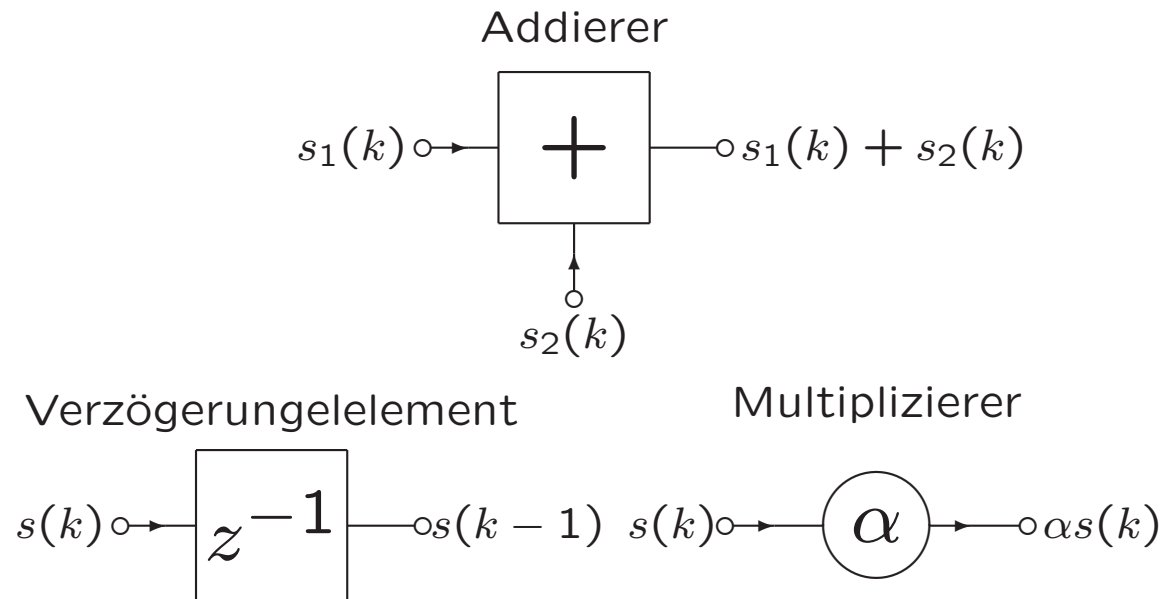 Addierer
s₁(k) + s₁(k) + s₂(k)
s₂(k)
Verzögerungelelement Multiplizierer
s(k) z⁻¹ s(k − 1) s(k) α αs(k)